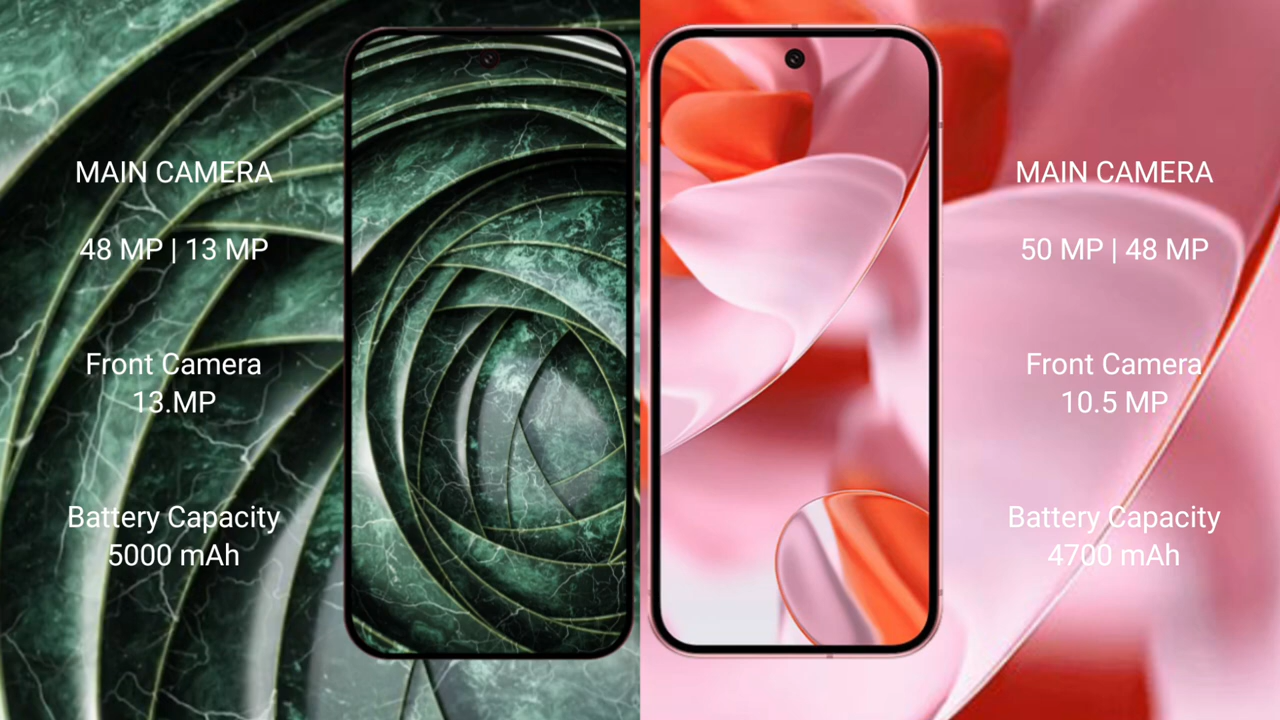 MAIN CAMERA
48 MP | 13 MP
Front Camera
13.MP
Battery Capacity
5000 mAh
MAIN CAMERA
50 MP | 48 MP
Front Camera
10.5 MP
Battery Capacity
4700 mAh